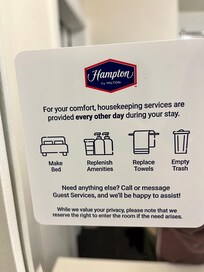 Hampton
by HILTON
For your comfort, housekeeping services are
provided every other day during your stay.
Make
Bed
Replenish
Amenities
Replace
Towels
Empty
Trash
Need anything else? Call or message
Guest Services, and we'll be happy to assist!
While we value your privacy, please note that we
reserve the right to enter the room if the need arises.